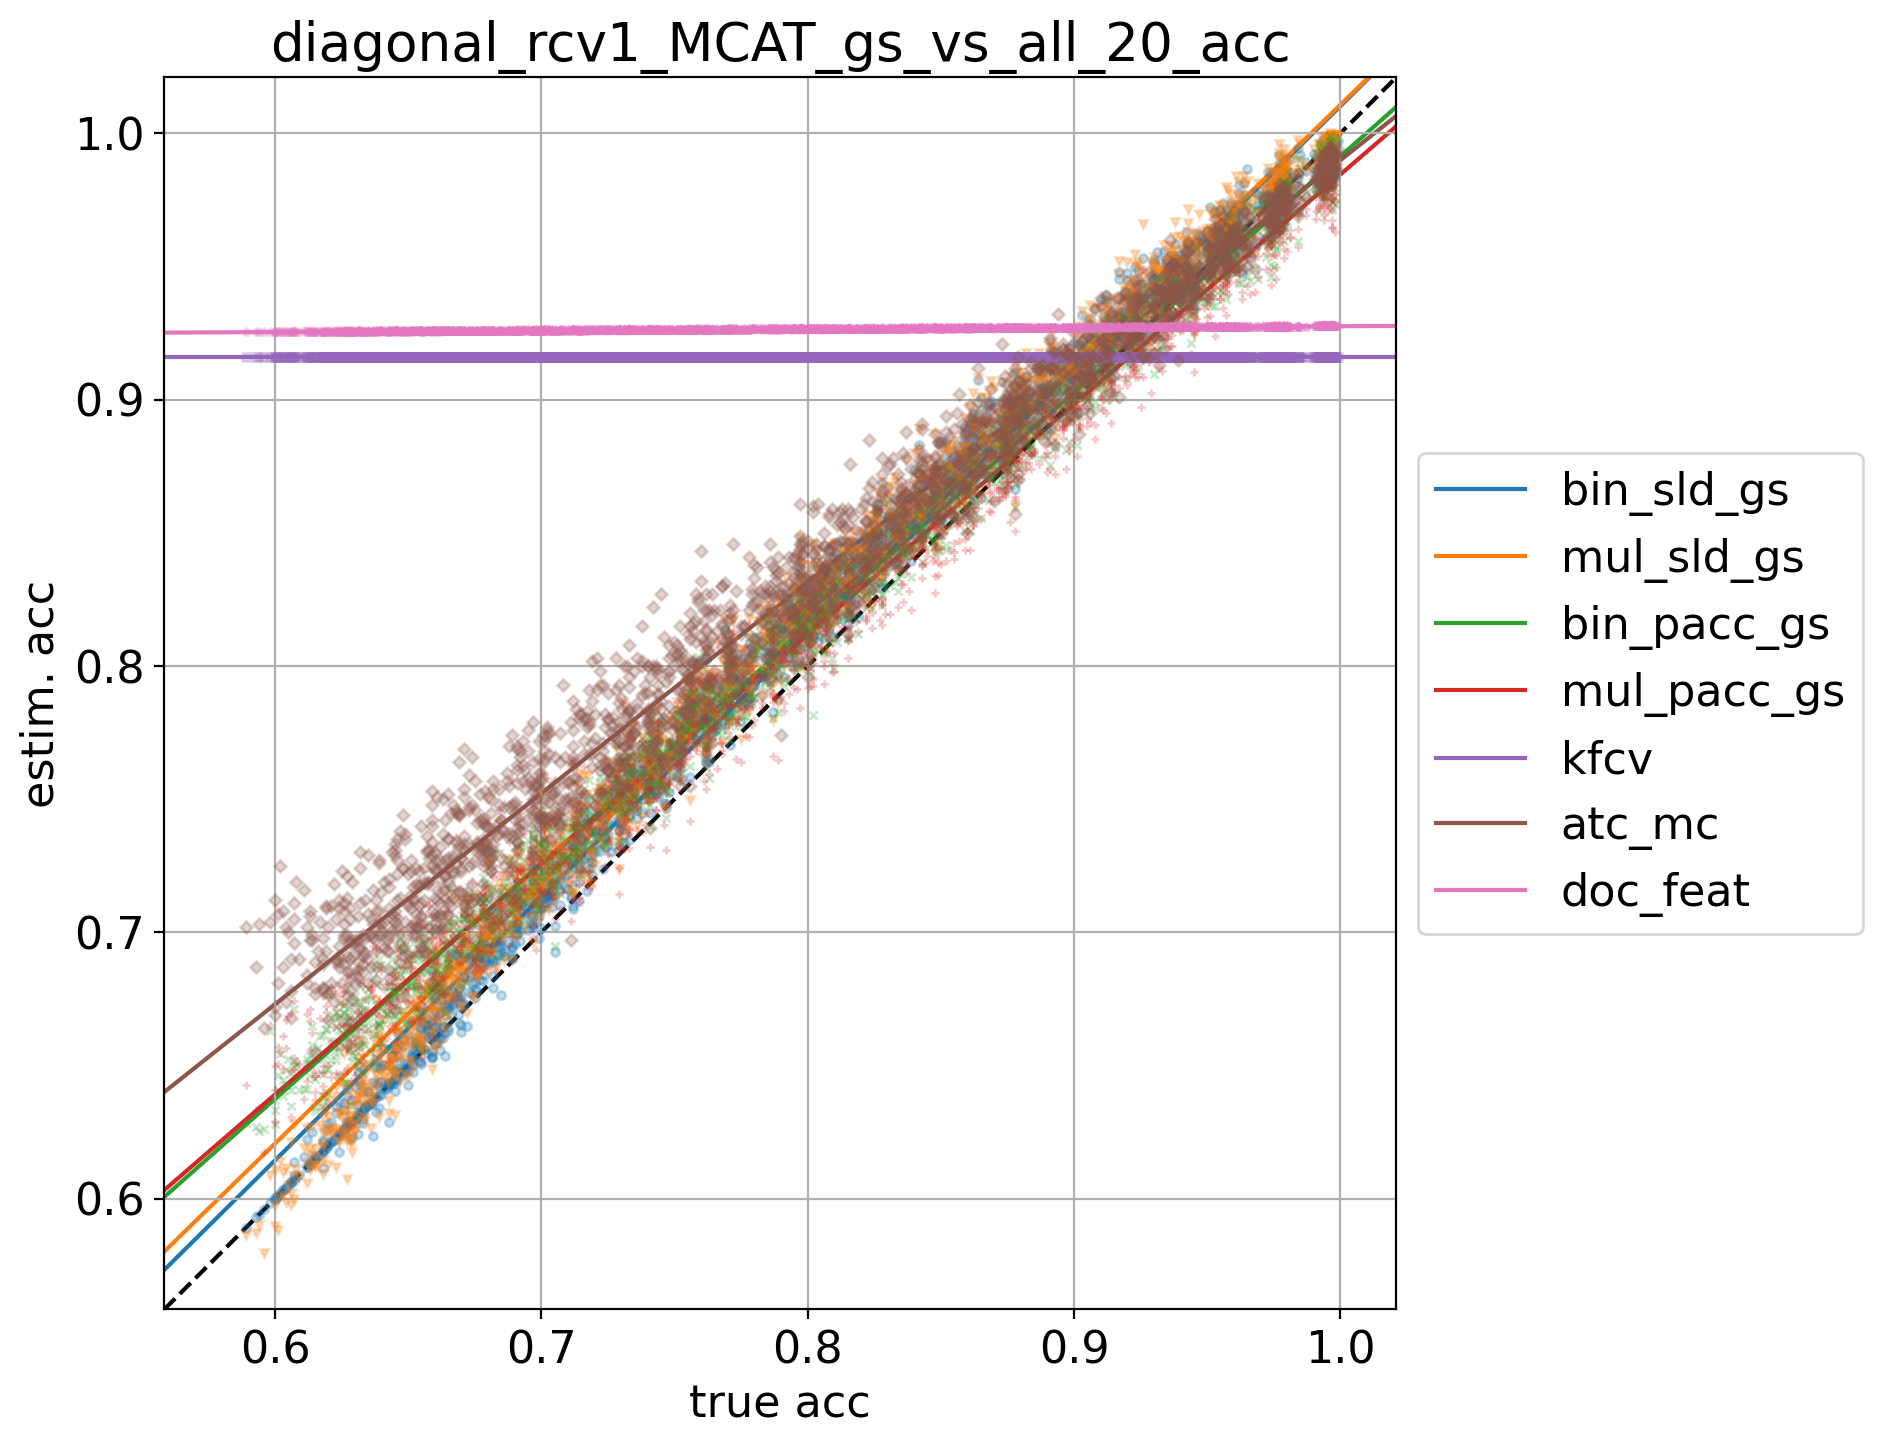 diagonal_rcv1_MCAT_gs_vs_all_20_acc
1.0
0.9
0.8
0.7
0.6
estim. acc
0.6 0.7 0.8 0.9 1.0
true acc
bin_sld_gs
mul_sld_gs
bin_pacc_gs
mul_pacc_gs
kfcv
atc_mc
doc_feat